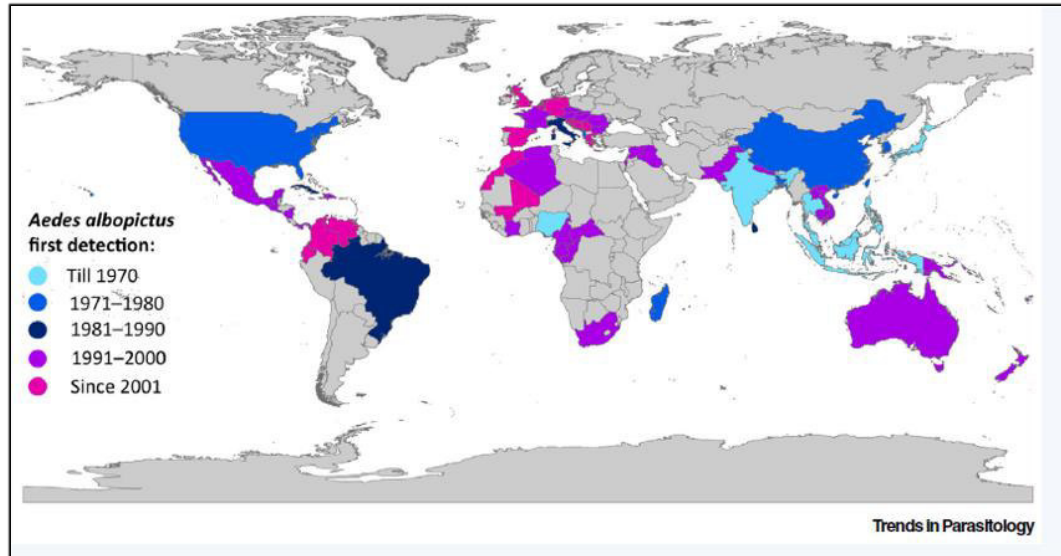 Aedes albopictus
first detection:
Till 1970
1971–1980
1981–1990
1991–2000
Since 2001
Trends in Parasitology